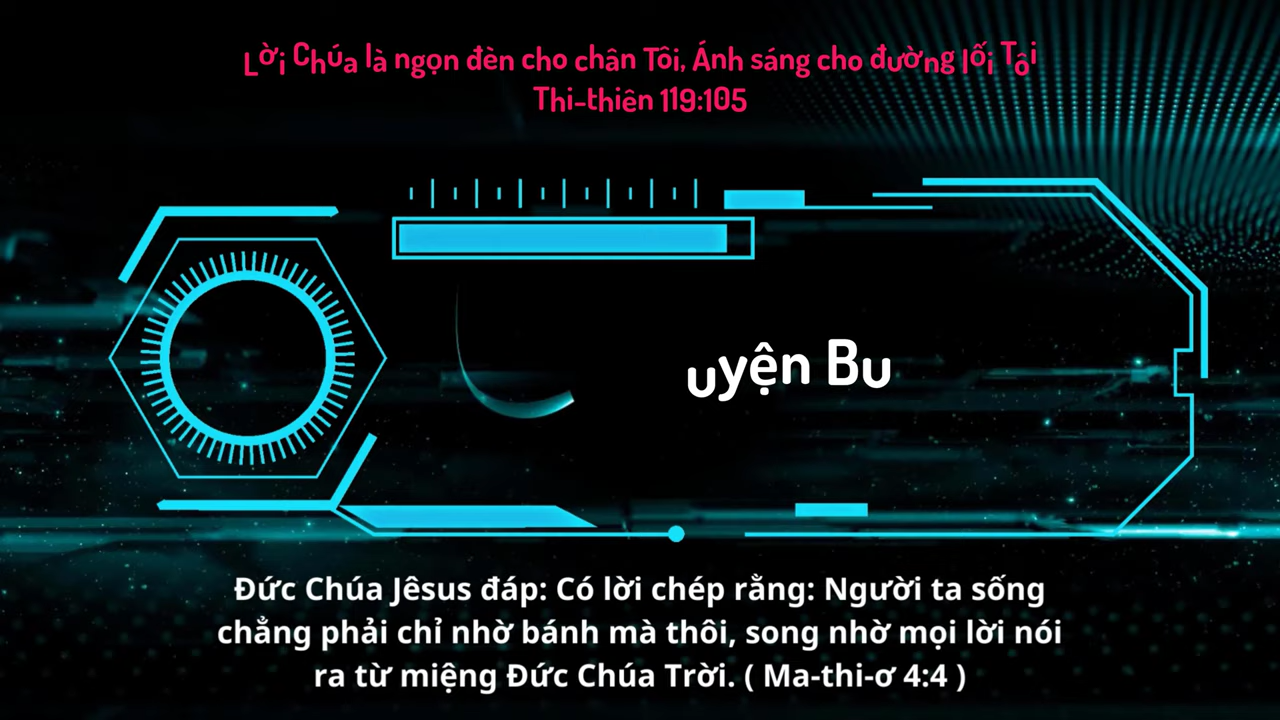 Lời Chúa là ngọn đèn cho chân Tôi, Ánh sáng cho đường lối Tôi
Thi-thiên 119:105
uyện Bu
Đức Chúa Jêsus đáp: Có lời chép rằng: Người ta sống
chẳng phải chỉ nhờ bánh mà thôi, song nhờ mọi lời nói
ra từ miệng Đức Chúa Trời. ( Ma-thi-ơ 4:4 )